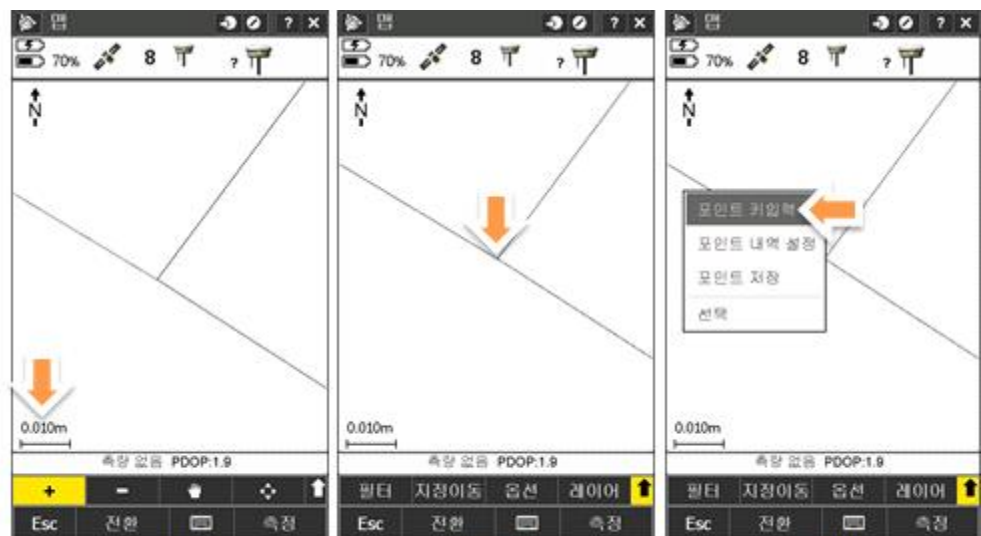 맵 ? ×
70% 8 ?
N
0.010m
측량 없음 PDOP:1.9
+ -
Esc 전환 측정
맵 ? ×
70% 8 ?
N
0.010m
측량 없음 PDOP:1.9
필터 지정이동 옵션 레이어
Esc 전환 측정
맵 ? ×
70% 8 ?
N
포인트 키입력
포인트 내역 설정
포인트 저장
선택
0.010m
측량 없음 PDOP:1.9
필터 지정이동 옵션 레이어
Esc 전환 측정